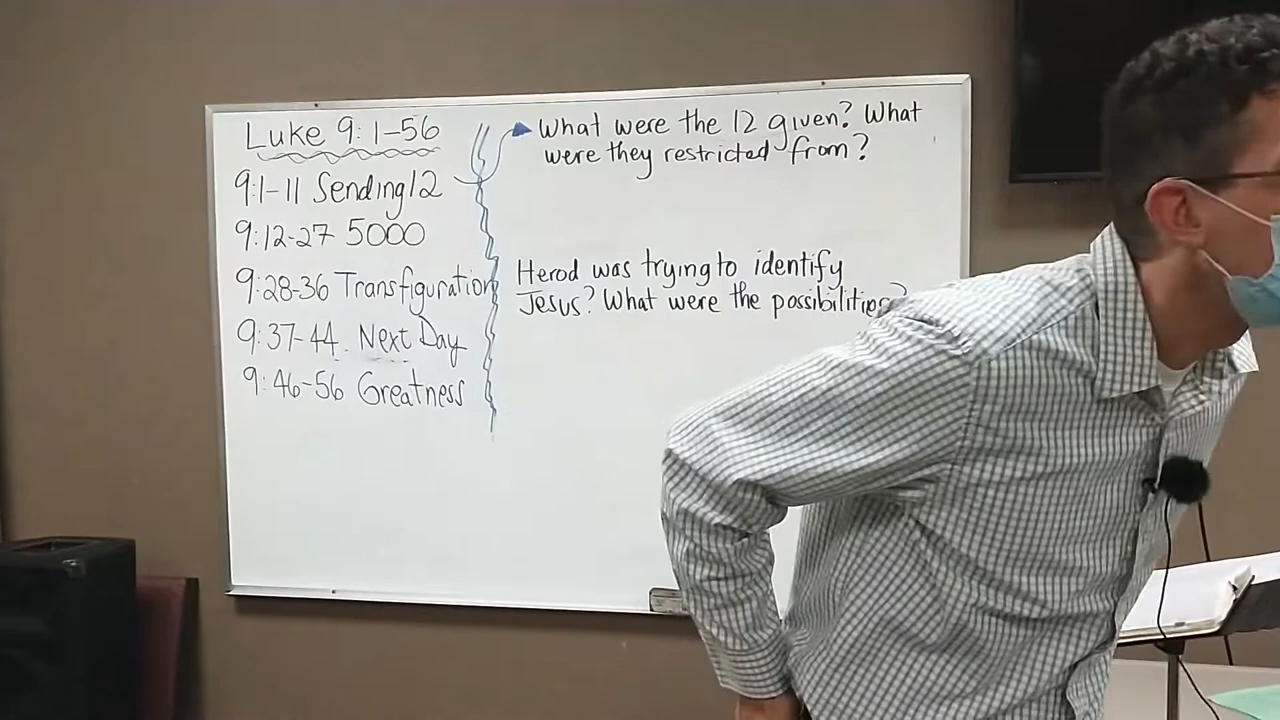 Luke 9:1-56
9:1-11 Sending 12
9:12-27 5000
9:28-36 Transfiguration
9:37-44 Next Day
9:46-56 Greatness
What were the 12 given? What
were they restricted from?
Herod was trying to identify
Jesus? What were the possibilities?